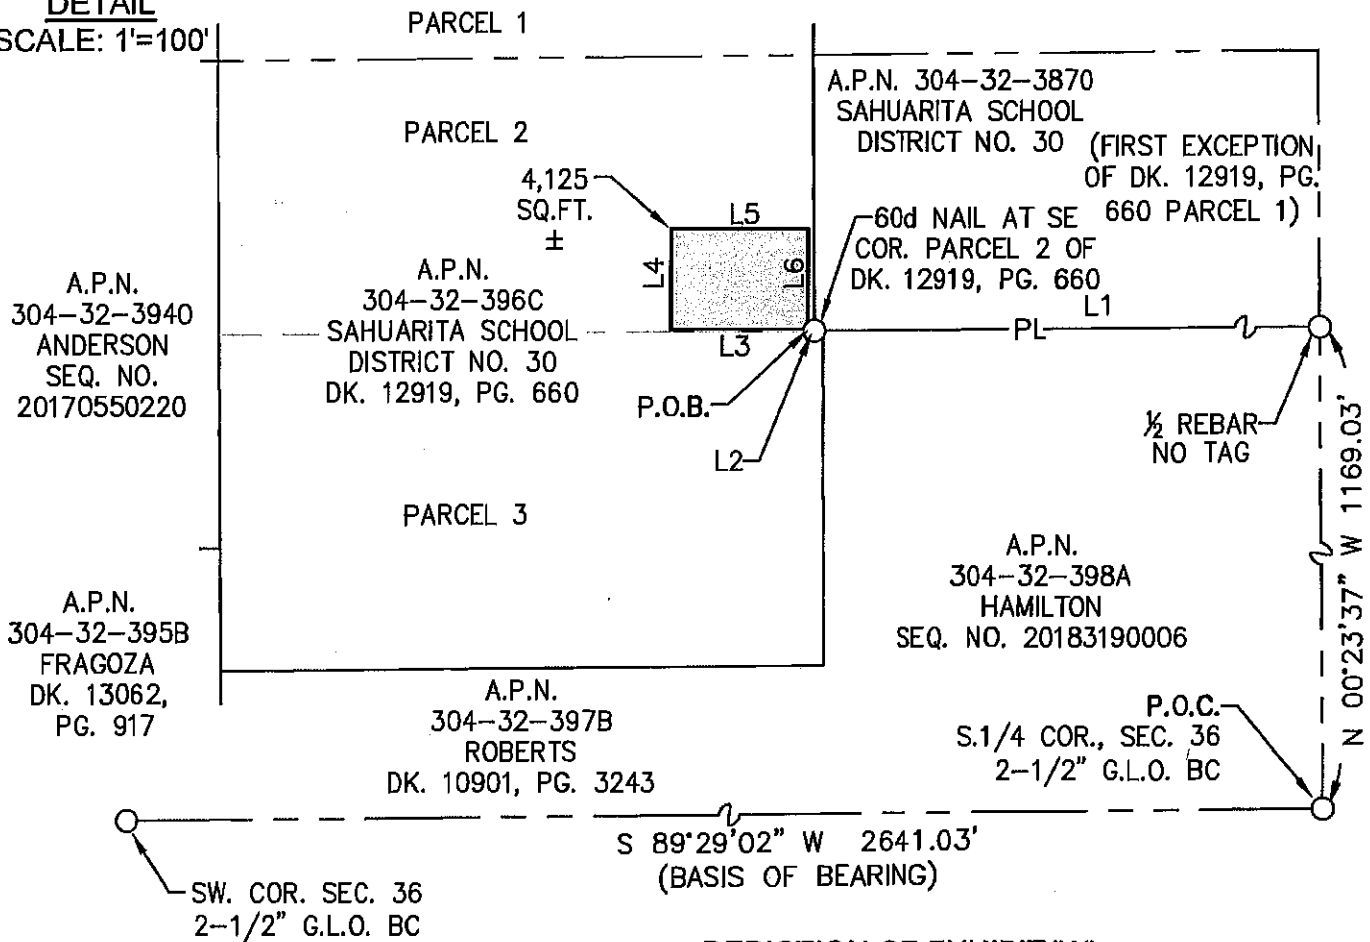 DETAIL
SCALE: 1'=100'
PARCEL 1
A.P.N. 304-32-3870
SAHUARITA SCHOOL
DISTRICT NO. 30
(FIRST EXCEPTION
OF DK. 12919, PG.
660 PARCEL 1)
PARCEL 2
4,125
SQ.FT.
±
L5
L4
L6
60d NAIL AT SE
COR. PARCEL 2 OF
DK. 12919, PG. 660
A.P.N.
304-32-3940
ANDERSON
SEQ. NO.
20170550220
A.P.N.
304-32-396C
SAHUARITA SCHOOL
DISTRICT NO. 30
DK. 12919, PG. 660
L3
L1
PL
P.O.B.
L2
½ REBAR
NO TAG
N 00°23'37" W 1169.03'
PARCEL 3
A.P.N.
304-32-398A
HAMILTON
SEQ. NO. 20183190006
A.P.N.
304-32-395B
FRAGOZA
DK. 13062,
PG. 917
A.P.N.
304-32-397B
ROBERTS
DK. 10901, PG. 3243
P.O.C.
S.1/4 COR., SEC. 36
2-1/2" G.L.O. BC
S 89°29'02" W 2641.03'
(BASIS OF BEARING)
SW. COR. SEC. 36
2-1/2" G.L.O. BC